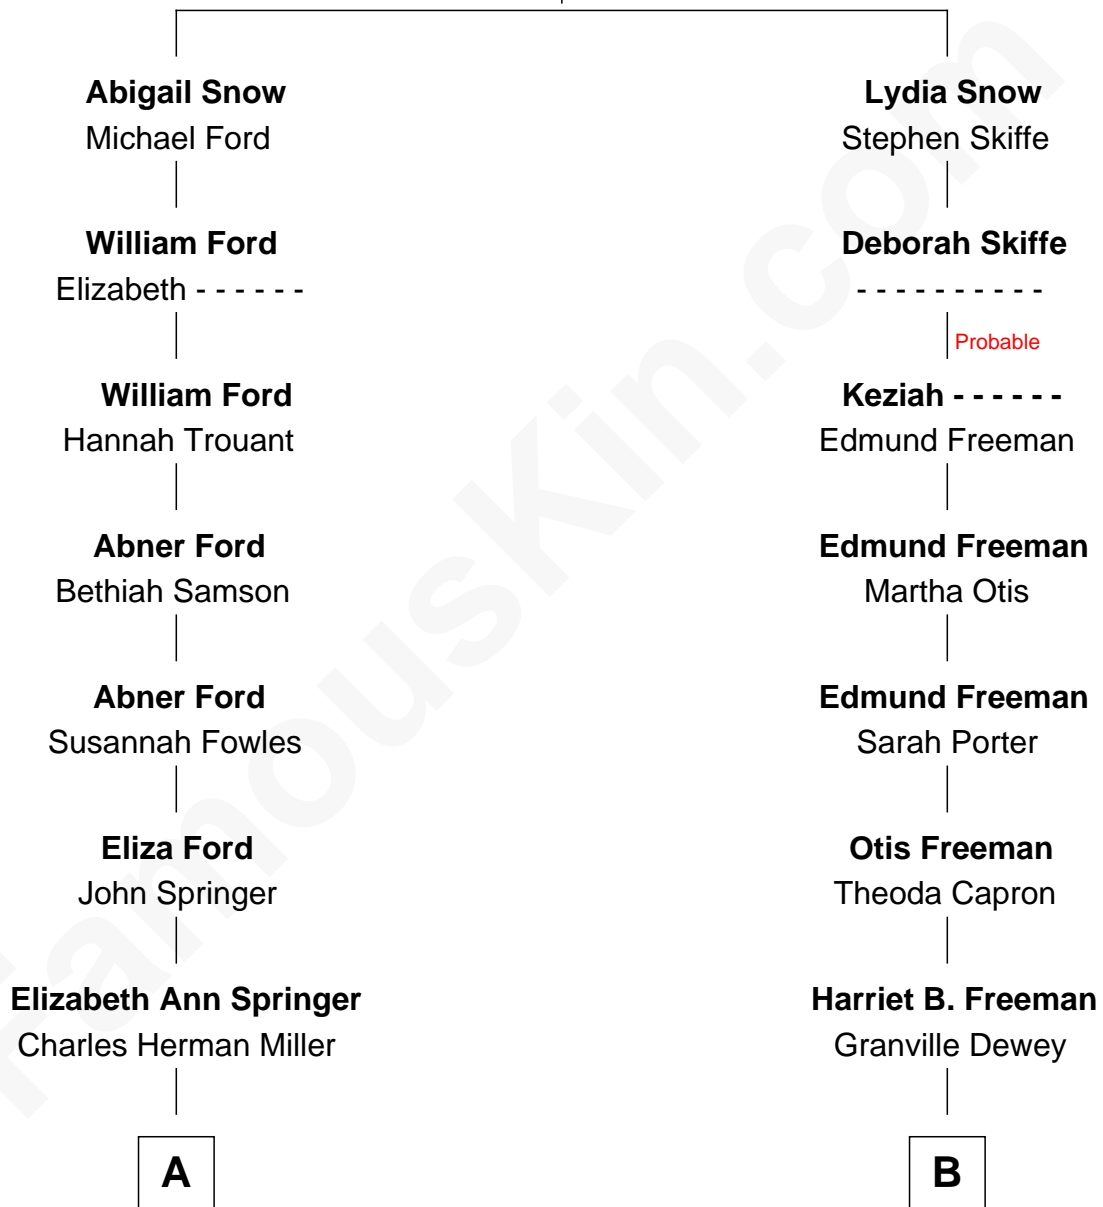 Abigail Snow
Michael Ford
William Ford
Elizabeth - - - - - -
William Ford
Hannah Trouant
Abner Ford
Bethiah Samson
Abner Ford
Susannah Fowles
Eliza Ford
John Springer
Elizabeth Ann Springer
Charles Herman Miller
A
Lydia Snow
Stephen Skiffe
Deborah Skiffe
- - - - - - - - - -
Probable
Keziah - - - - - -
Edmund Freeman
Edmund Freeman
Martha Otis
Edmund Freeman
Sarah Porter
Otis Freeman
Theoda Capron
Harriet B. Freeman
Granville Dewey
B
FamousKin.com